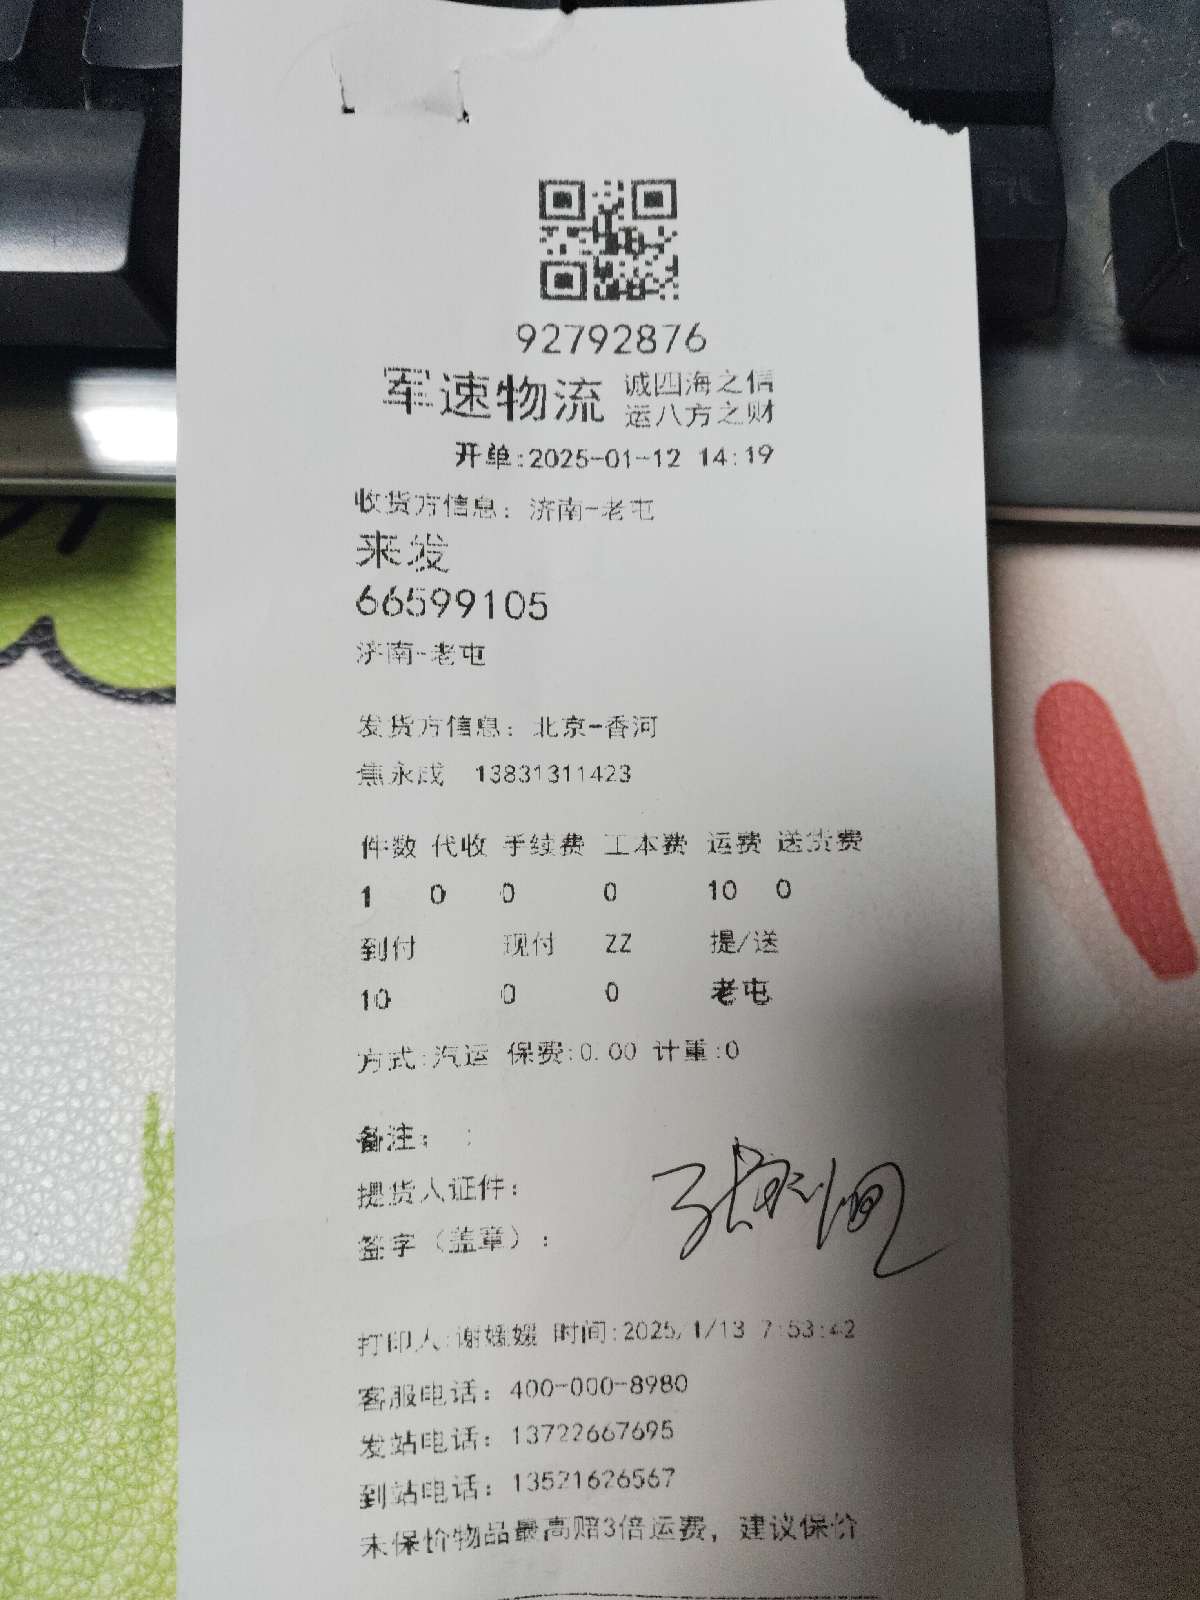 92792876
军速物流 诚四海之信
运八方之财
开单:2025-01-12 14:19
收货方信息：济南-老屯
来发
66599105
济南-老屯
发货方信息：北京-香河
焦永成 13831311423
件数 代收 手续费 工本费 运费 送货费
1 0 0 0 10 0
到付 现付 ZZ 提/送
10 0 0 老屯
方式:汽运 保费:0.00 计重:0
备注： :
提货人证件：
签字（盖章）：
打印人:谢媛媛 时间:2025/1/13 7:53:42
客服电话：400-000-8980
发站电话：13722667695
到站电话：13521626567
未保价物品最高赔3倍运费，建议保价